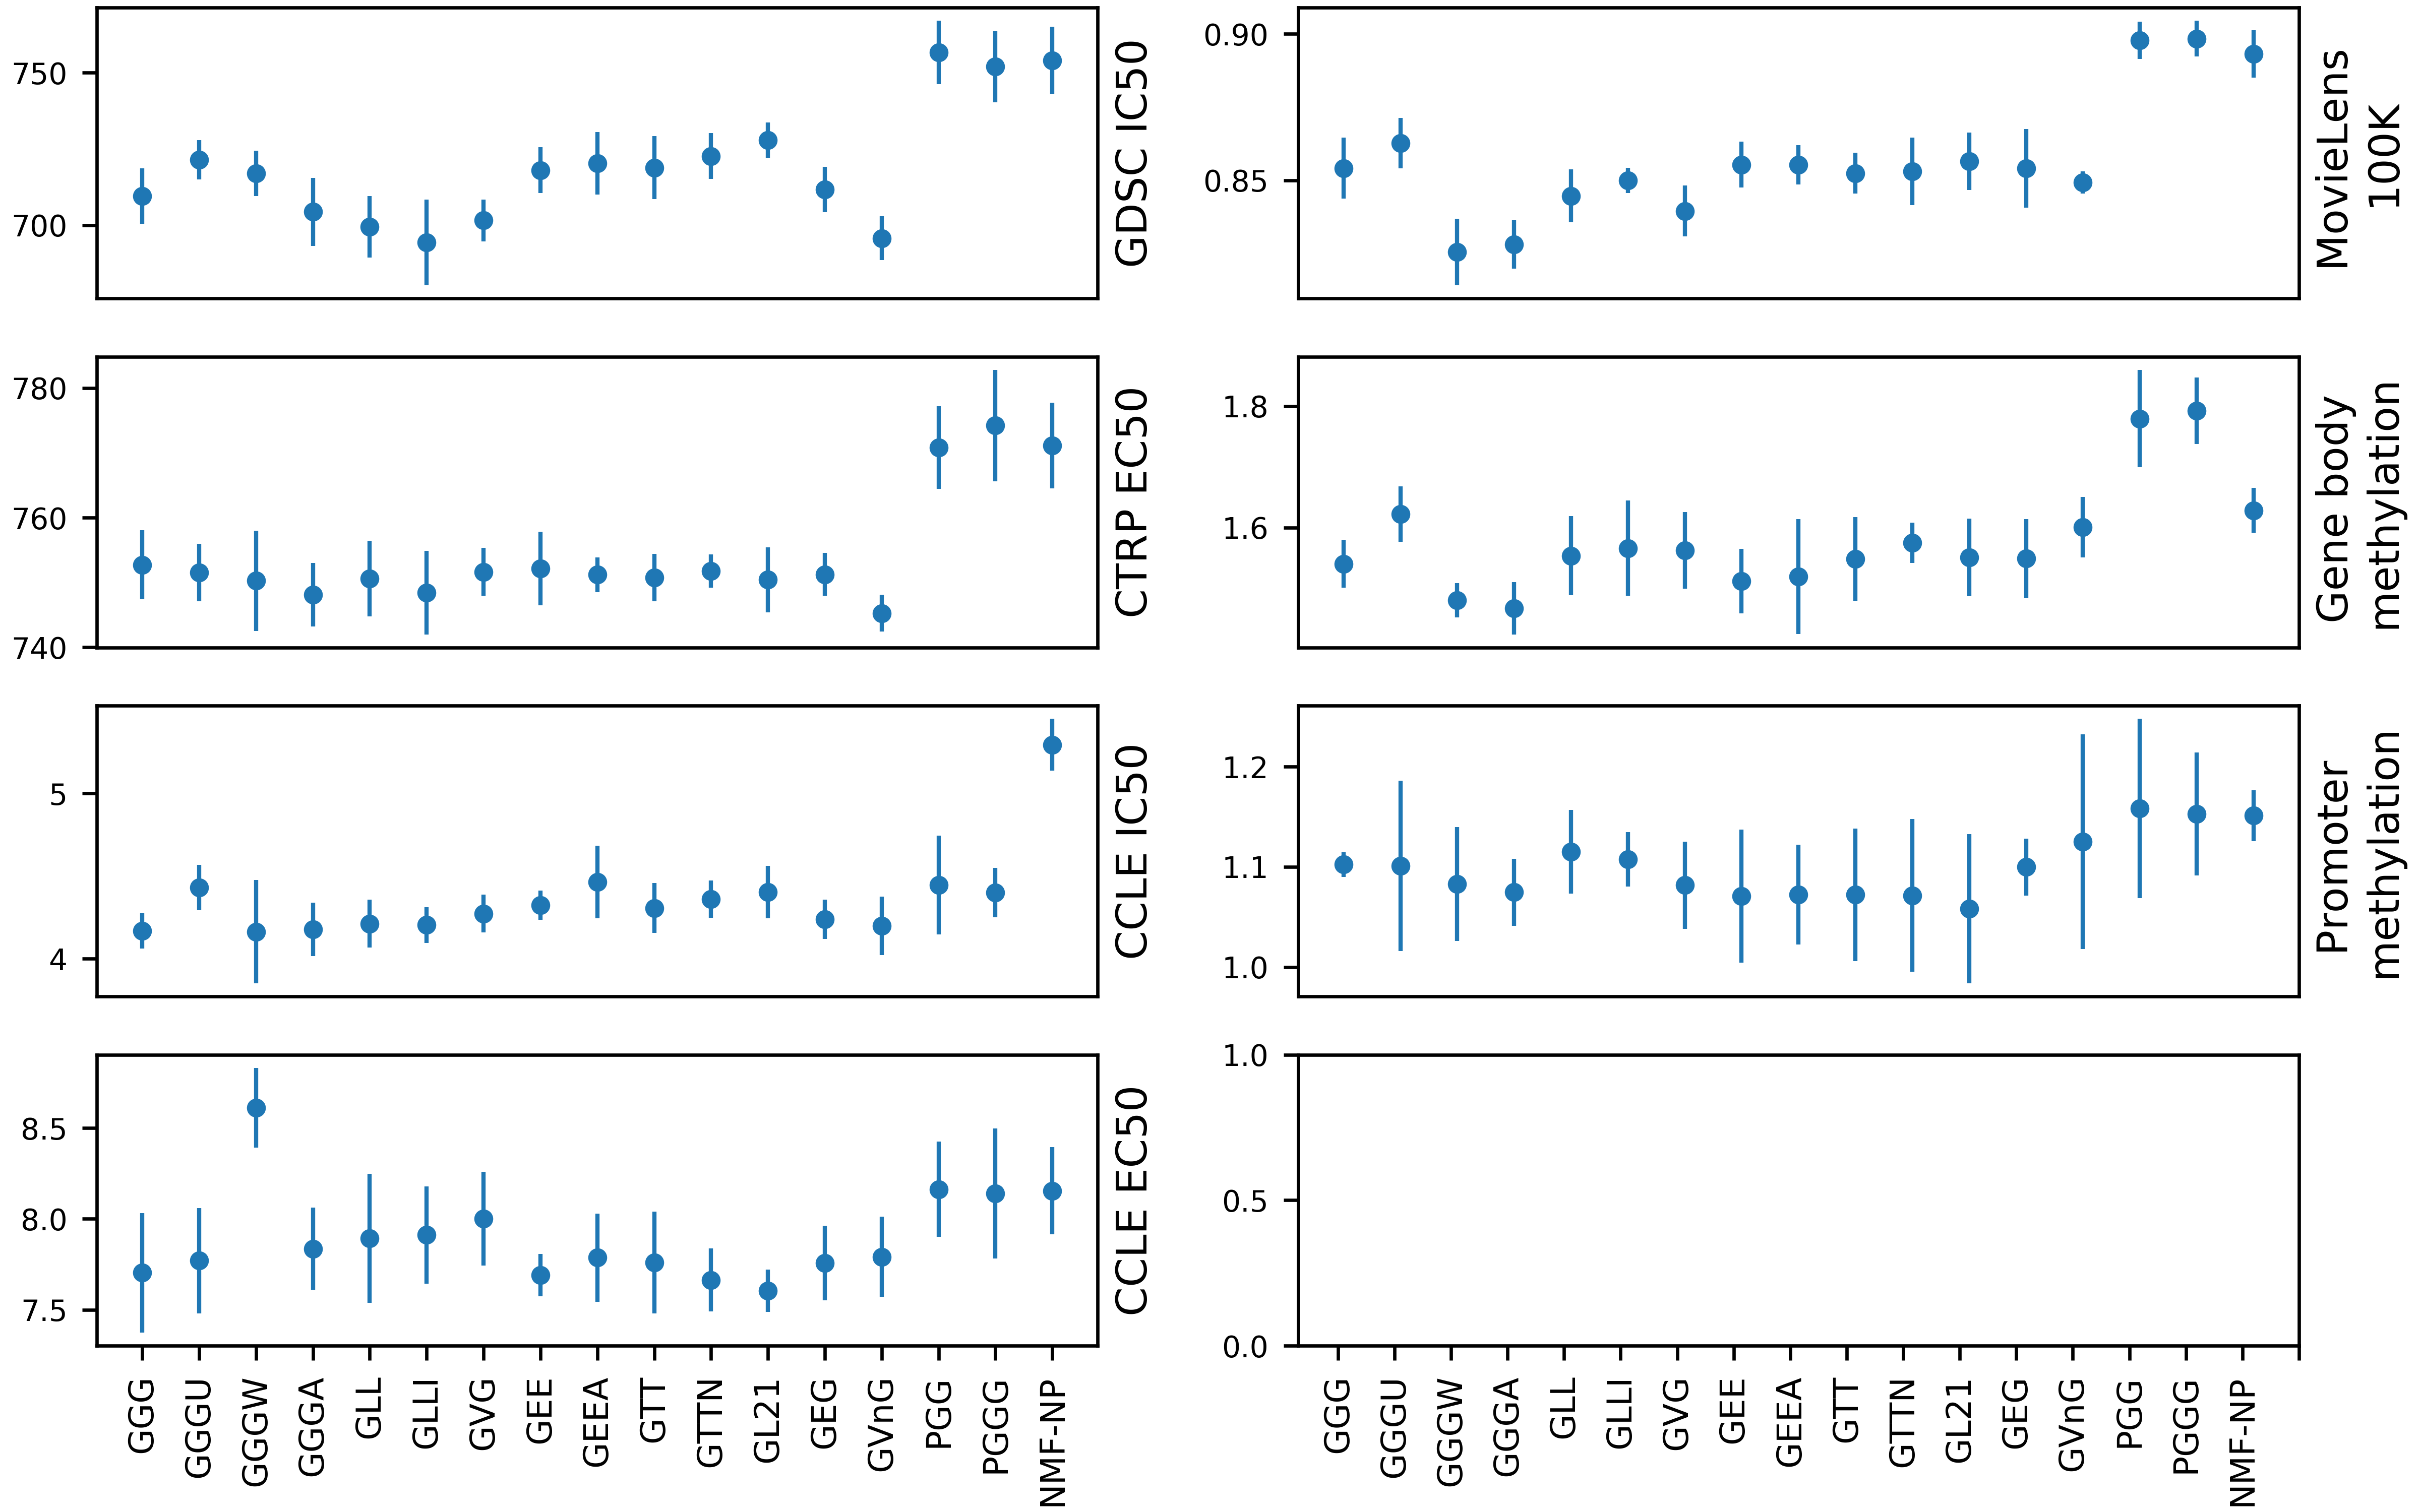 750
700
GDSC IC50
0.90
0.85
MovieLens
100K
780
760
740
CTRP EC50
1.8
1.6
Gene body
methylation
5
4
CCLE IC50
1.2
1.1
1.0
Promoter
methylation
8.5
8.0
7.5
CCLE EC50
1.0
0.5
0.0
GGG
GGGU
GGGW
GGGA
GLL
GLLI
GVG
GEE
GEEA
GTT
GTTN
GL21
GEG
GVnG
PGG
PGGG
NMF-NP
GGG
GGGU
GGGW
GGGA
GLL
GLLI
GVG
GEE
GEEA
GTT
GTTN
GL21
GEG
GVnG
PGG
PGGG
NMF-NP